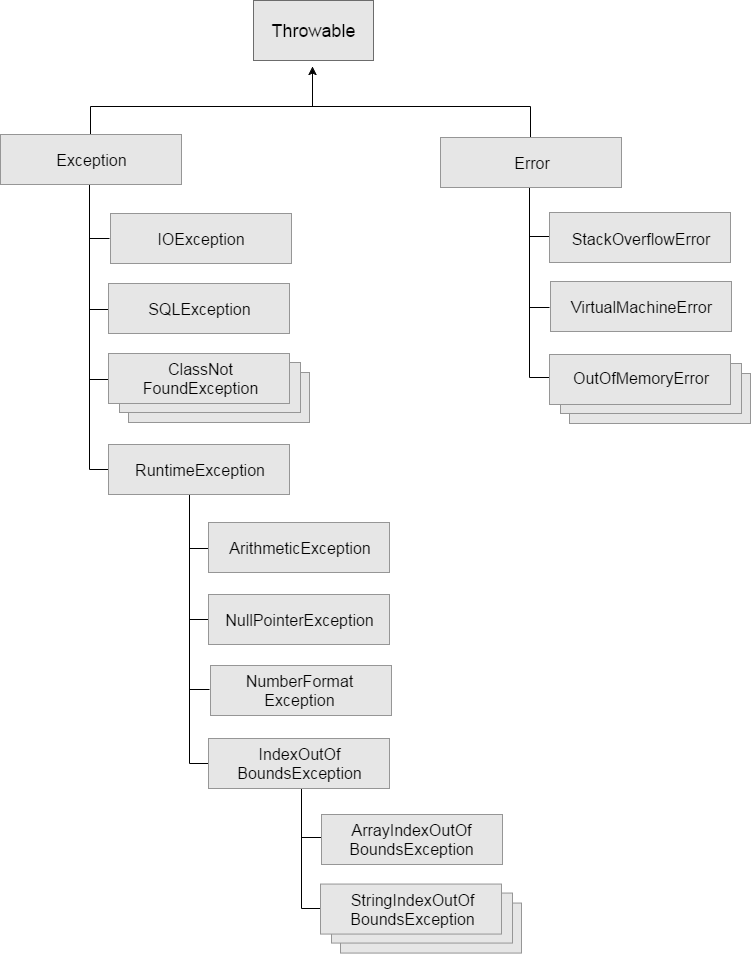 Throwable
Exception
Error
IOException
StackOverflowError
SQLException
VirtualMachineError
ClassNot
FoundException
OutOfMemoryError
RuntimeException
ArithmeticException
NullPointerException
NumberFormat
Exception
IndexOutOf
BoundsException
ArrayIndexOutOf
BoundsException
StringIndexOutOf
BoundsException